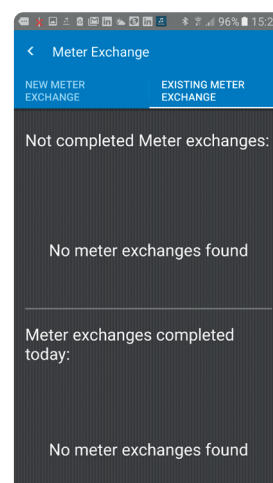 96% 15:2
Meter Exchange
NEW METER
EXCHANGE
EXISTING METER
EXCHANGE
Not completed Meter exchanges:
No meter exchanges found
Meter exchanges completed
today:
No meter exchanges found